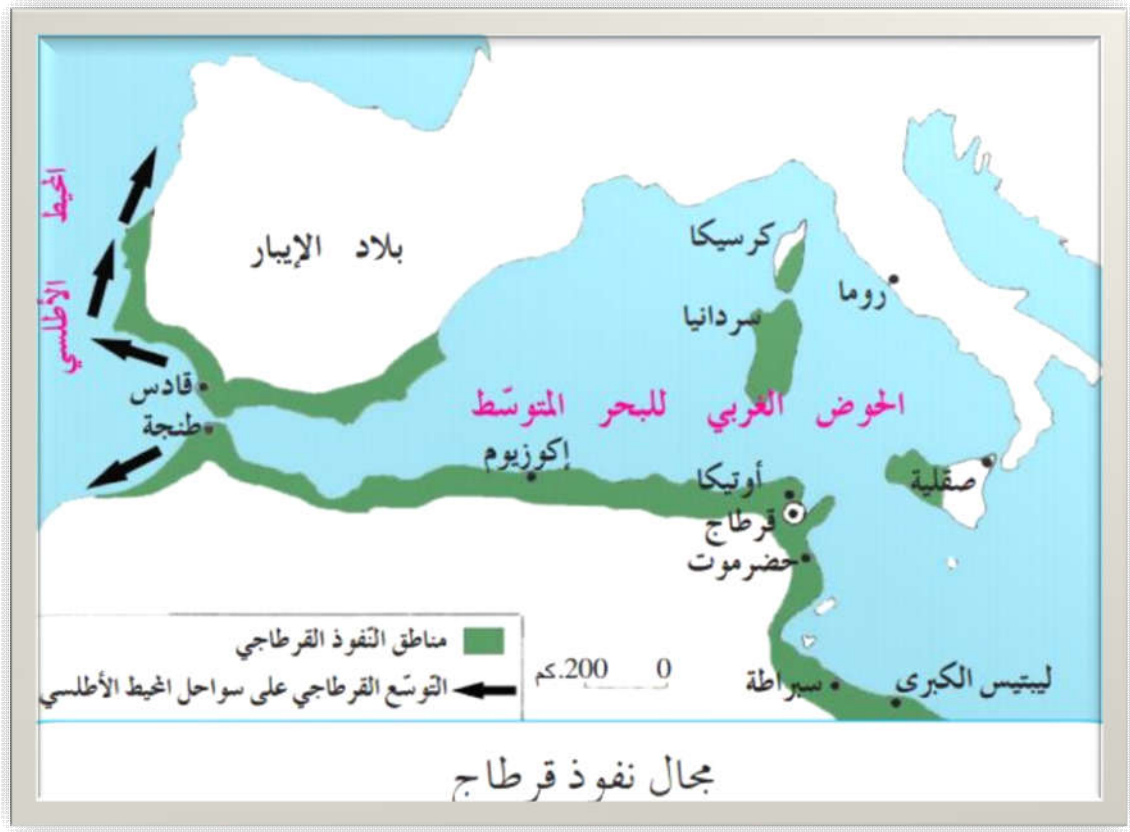 المحيط الأطلسي
بلاد الإيبار
كرسيكا
روما
سردانيا
قادس
طنجة
الحوض الغربي للبحر المتوسّط
إكوزيوم
أوتيكا
صقلية
قرطاج
حضرموت
مناطق النّفوذ القرطاجي
التوسّع القرطاجي على سواحل المحيط الأطلسي
0 200.كم
سبراطة
ليبتيس الكبرى
مجال نفوذ قرطاج